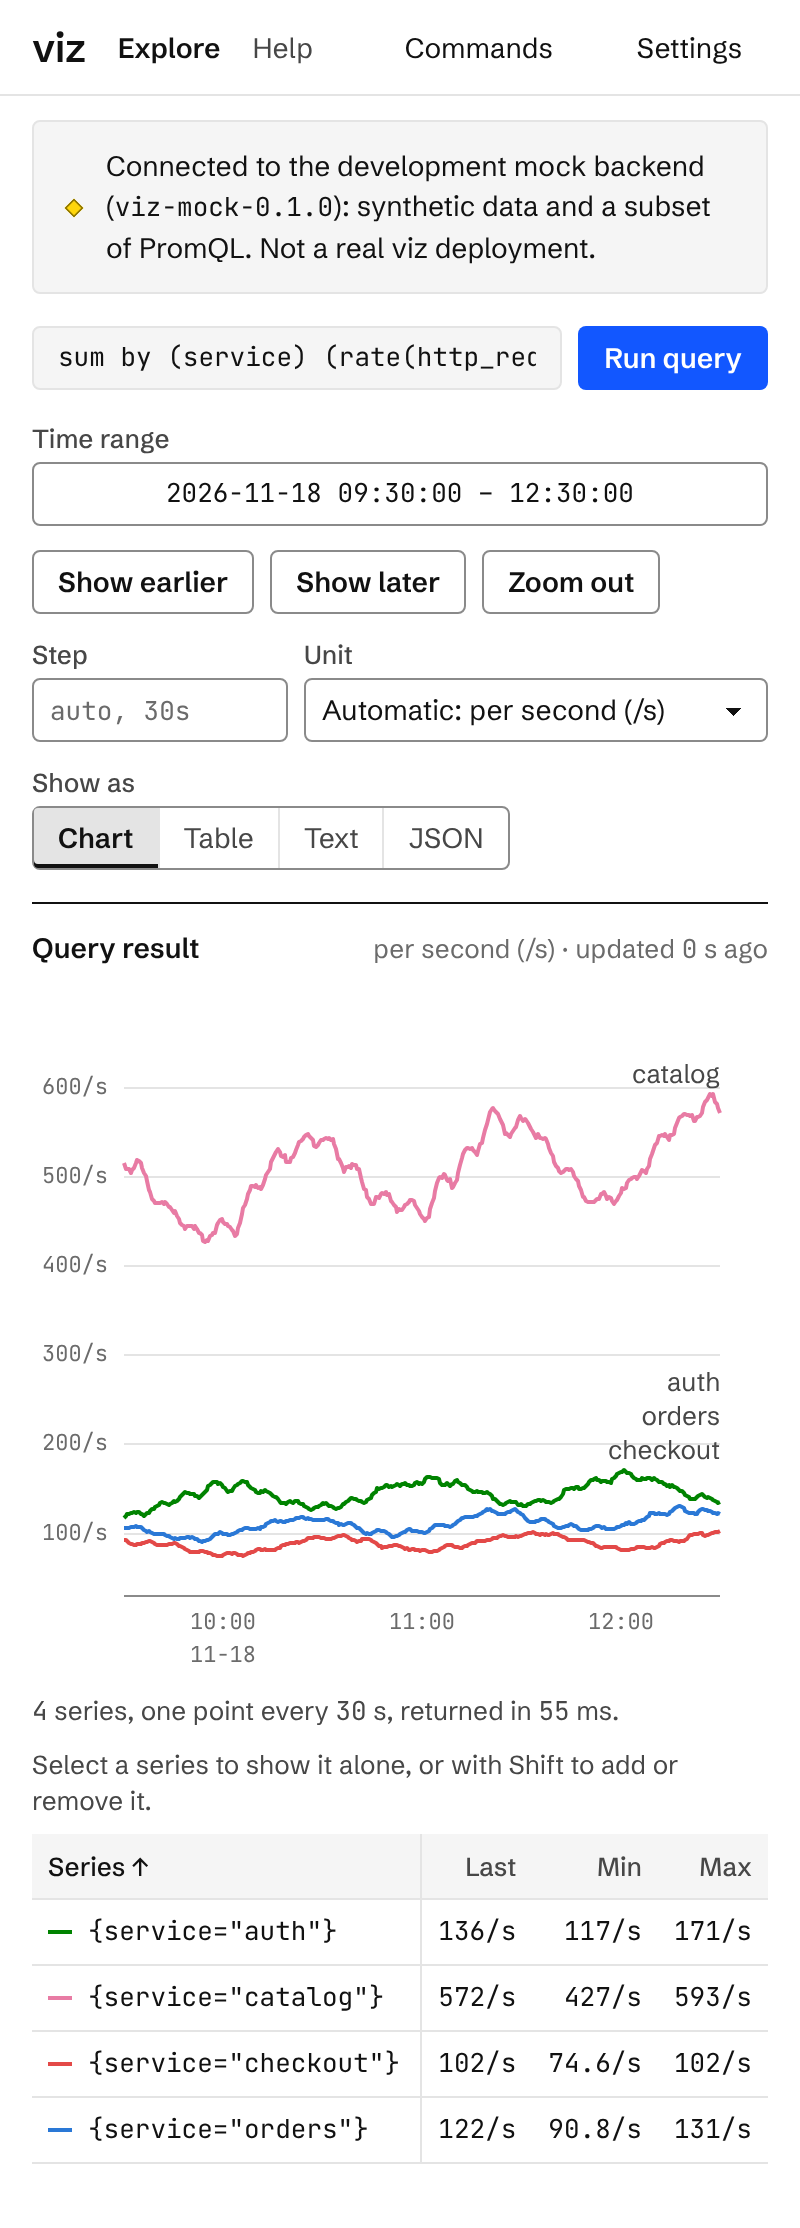 viz Explore Help Commands Settings
Connected to the development mock backend
(viz-mock-0.1.0): synthetic data and a subset
of PromQL. Not a real viz deployment.
sum by (service) (rate(http_rec Run query
Time range
2026-11-18 09:30:00 – 12:30:00
Show earlier Show later Zoom out
Step Unit
auto, 30s Automatic: per second (/s)
Show as
Chart Table Text JSON
Query result per second (/s) · updated 0 s ago
catalog
600/s
500/s
400/s
300/s
auth
orders
200/s
checkout
100/s
10:00 11:00 12:00
11-18
4 series, one point every 30 s, returned in 55 ms.
Select a series to show it alone, or with Shift to add or
remove it.
Series ↑ Last Min Max
{service="auth"} 136/s 117/s 171/s
{service="catalog"} 572/s 427/s 593/s
{service="checkout"} 102/s 74.6/s 102/s
{service="orders"} 122/s 90.8/s 131/s